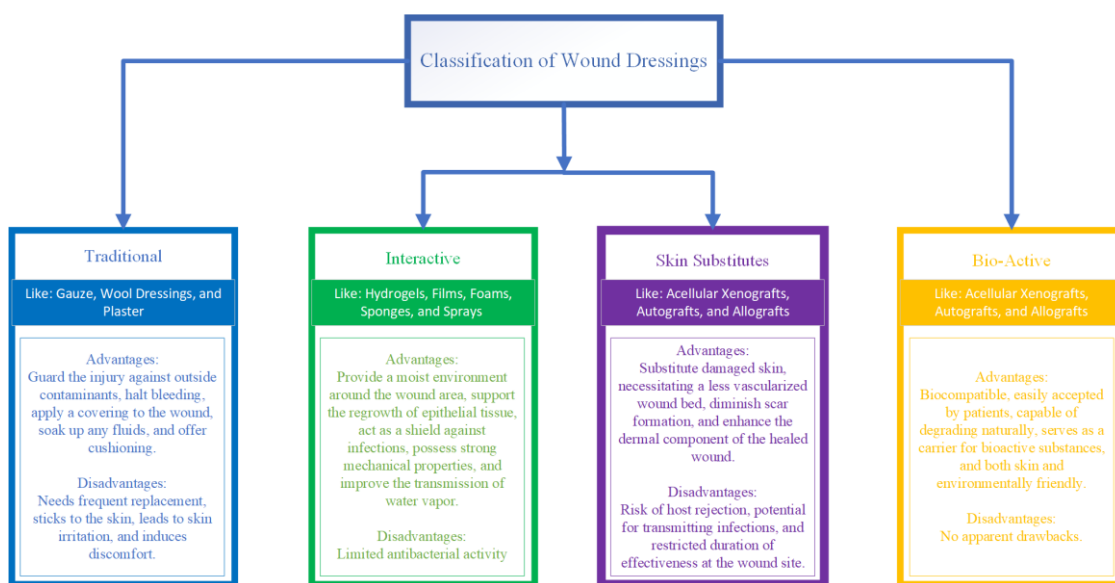 Classification of Wound Dressings
Traditional
Like: Gauze, Wool Dressings, and
Plaster
Advantages:
Guard the injury against outside
contaminants, halt bleeding,
apply a covering to the wound,
soak up any fluids, and offer
cushioning.
Disadvantages:
Needs frequent replacement,
sticks to the skin, leads to skin
irritation, and induces
discomfort.
Interactive
Like: Hydrogels, Films, Foams,
Sponges, and Sprays
Advantages:
Provide a moist environment
around the wound area, support
the regrowth of epithelial tissue,
act as a shield against
infections, possess strong
mechanical properties, and
improve the transmission of
water vapor.
Disadvantages:
Limited antibacterial activity
Skin Substitutes
Like: Acellular Xenografts,
Autografts, and Allografts
Advantages:
Substitute damaged skin,
necessitating a less vascularized
wound bed, diminish scar
formation, and enhance the
dermal component of the healed
wound.
Disadvantages:
Risk of host rejection, potential
for transmitting infections, and
restricted duration of
effectiveness at the wound site.
Bio-Active
Like: Acellular Xenografts,
Autografts, and Allografts
Advantages:
Biocompatible, easily accepted
by patients, capable of
degrading naturally, serves as a
carrier for bioactive substances,
and both skin and
environmentally friendly.
Disadvantages:
No apparent drawbacks.